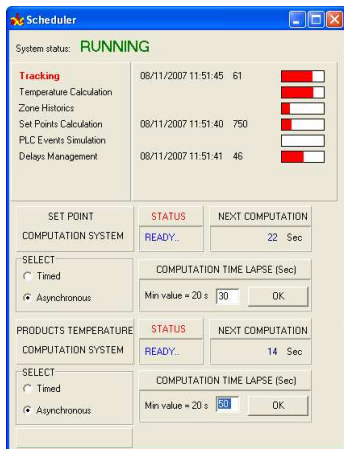 Scheduler
System status: RUNNING
Tracking 08/11/2007 11:51:45 61
Temperature Calculation
Zone Historics
Set Points Calculation 08/11/2007 11:51:40 750
PLC Events Simulation
Delays Management 08/11/2007 11:51:41 46
SET POINT STATUS NEXT COMPUTATION
COMPUTATION SYSTEM READY.. 22 Sec
SELECT
COMPUTATION TIME LAPSE (Sec)
Timed
Asynchronous Min value = 20 s 30 OK
PRODUCTS TEMPERATURE STATUS NEXT COMPUTATION
COMPUTATION SYSTEM READY.. 14 Sec
SELECT
COMPUTATION TIME LAPSE (Sec)
Timed
Asynchronous Min value = 20 s 50 OK